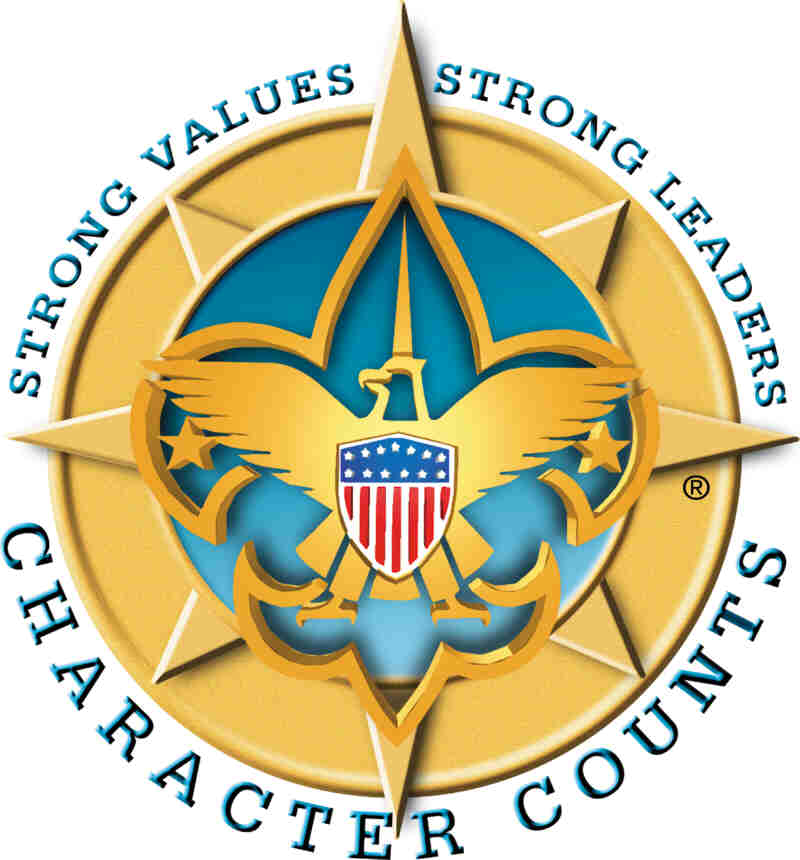 STRONG VALUES
STRONG LEADERS
CHARACTER COUNTS
®